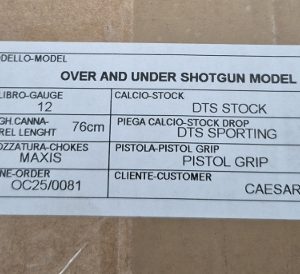 ODELLO-MODEL
OVER AND UNDER SHOTGUN MODEL
LIBRO-GAUGE
12
CALCIO-STOCK
DTS STOCK
GH.CANNA-
REL LENGHT 76cm
PIEGA CALCIO-STOCK DROP
DTS SPORTING
OZZATURA-CHOKES
MAXIS
PISTOLA-PISTOL GRIP
PISTOL GRIP
NE-ORDER
OC25/0081
CLIENTE-CUSTOMER
CAESAR